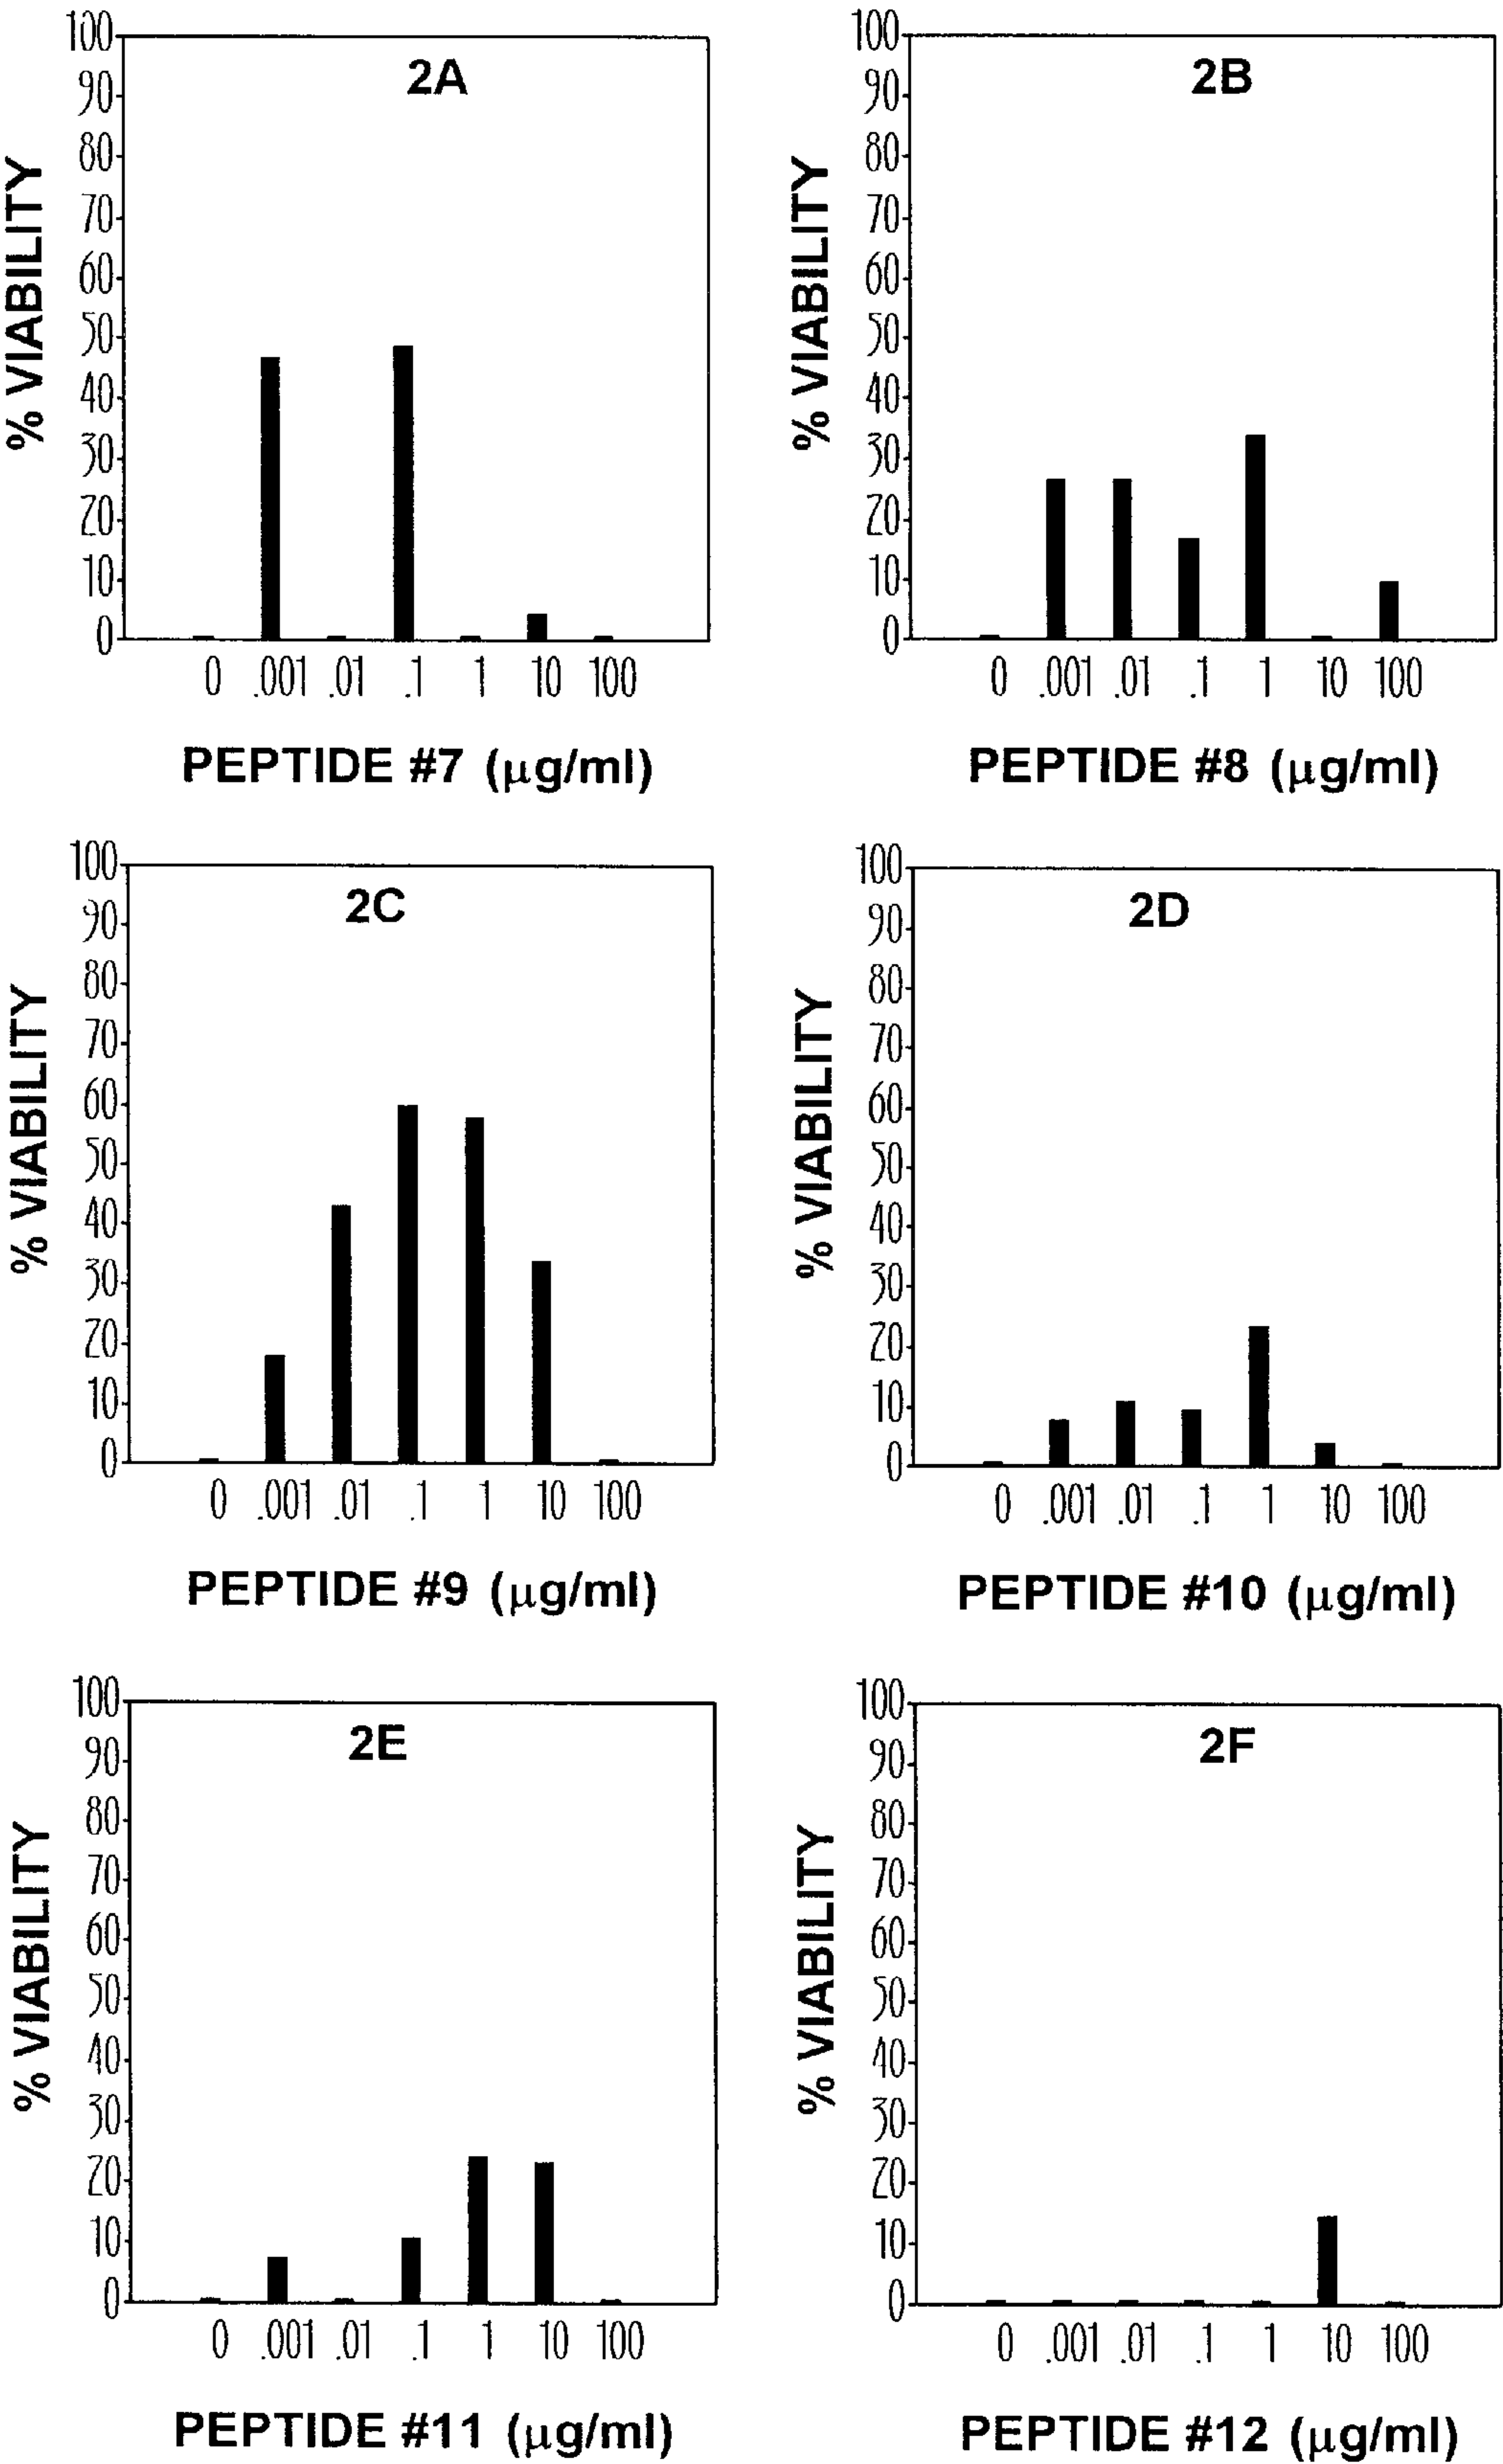 2A
% VIABILITY
100
90
80
70
60
50
40
30
20
10
0
0 .001 .01 .1 1 10 100
PEPTIDE #7 (μg/ml)
2B
% VIABILITY
100
90
80
70
60
50
40
30
20
10
0
0 .001 .01 .1 1 10 100
PEPTIDE #8 (μg/ml)
2C
% VIABILITY
100
90
80
70
60
50
40
30
20
10
0
0 .001 .01 .1 1 10 100
PEPTIDE #9 (μg/ml)
2D
% VIABILITY
100
90
80
70
60
50
40
30
20
10
0
0 .001 .01 .1 1 10 100
PEPTIDE #10 (μg/ml)
2E
% VIABILITY
100
90
80
70
60
50
40
30
20
10
0
0 .001 .01 .1 1 10 100
PEPTIDE #11 (μg/ml)
2F
% VIABILITY
100
90
80
70
60
50
40
30
20
10
0
0 .001 .01 .1 1 10 100
PEPTIDE #12 (μg/ml)